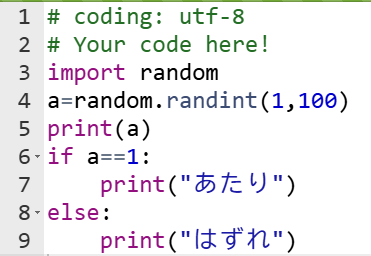 1 # coding: utf-8
2 # Your code here!
3 import random
4 a=random.randint(1,100)
5 print(a)
6 if a==1:
7     print("あたり")
8 else:
9     print("はずれ")